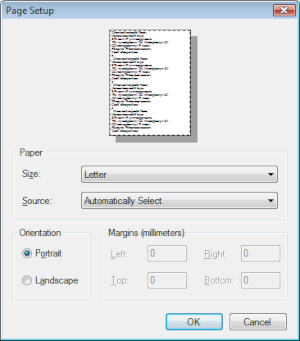 Page Setup
Paper
Size: Letter
Source: Automatically Select
Orientation
Portrait
Landscape
Margins (millimeters)
Left: 0 Right: 0
Top: 0 Bottom: 0
OK Cancel